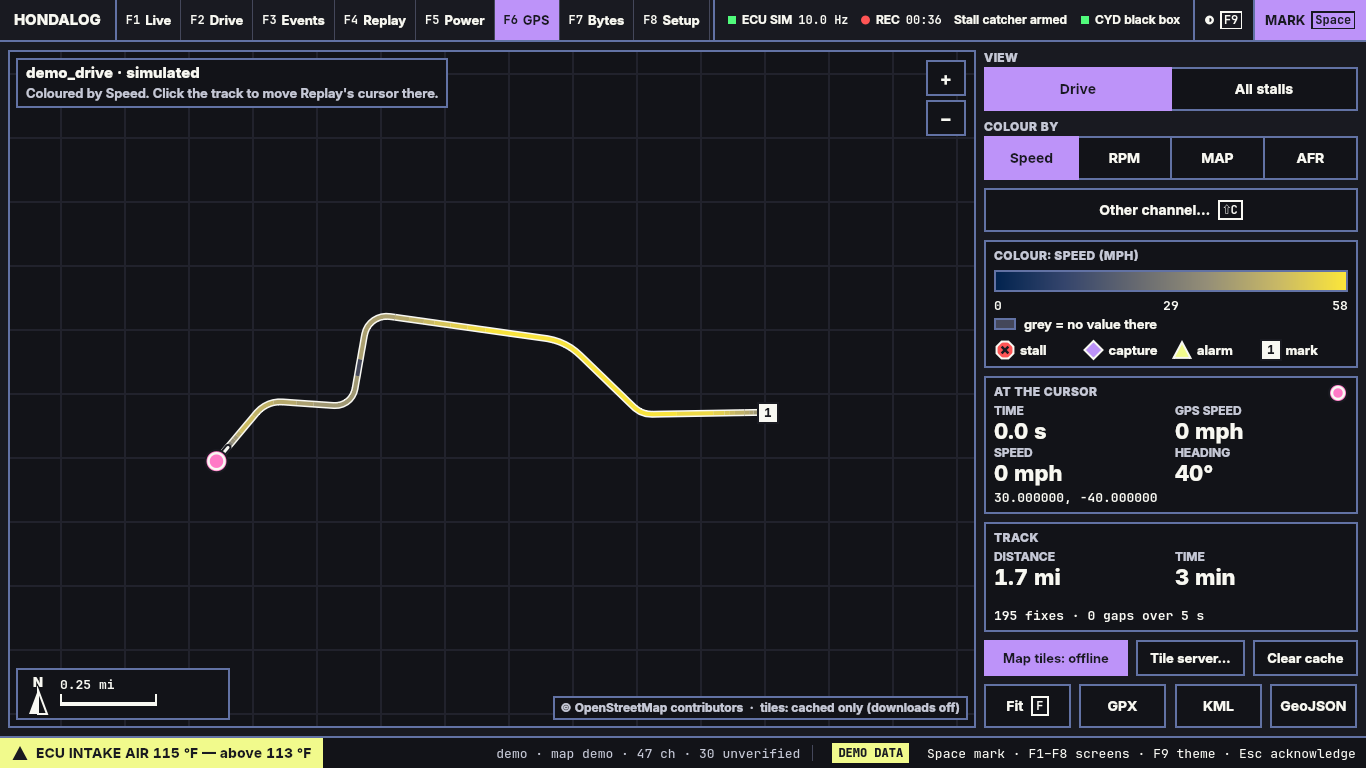 HONDALOG F1 Live F2 Drive F3 Events F4 Replay F5 Power F6 GPS F7 Bytes F8 Setup ECU SIM 10.0 Hz REC 00:36 Stall catcher armed CYD black box F9 MARK Space
demo_drive · simulated
Coloured by Speed. Click the track to move Replay's cursor there.
+
−
1
N
0.25 mi
© OpenStreetMap contributors · tiles: cached only (downloads off)
VIEW
Drive All stalls
COLOUR BY
Speed RPM MAP AFR
Other channel... ⇧C
COLOUR: SPEED (MPH)
0 29 58
grey = no value there
stall capture alarm 1 mark
AT THE CURSOR
TIME GPS SPEED
0.0 s 0 mph
SPEED HEADING
0 mph 40°
30.000000, -40.000000
TRACK
DISTANCE TIME
1.7 mi 3 min
195 fixes · 0 gaps over 5 s
Map tiles: offline Tile server... Clear cache
Fit F GPX KML GeoJSON
ECU INTAKE AIR 115 °F — above 113 °F demo · map demo · 47 ch · 30 unverified DEMO DATA Space mark · F1–F8 screens · F9 theme · Esc acknowledge